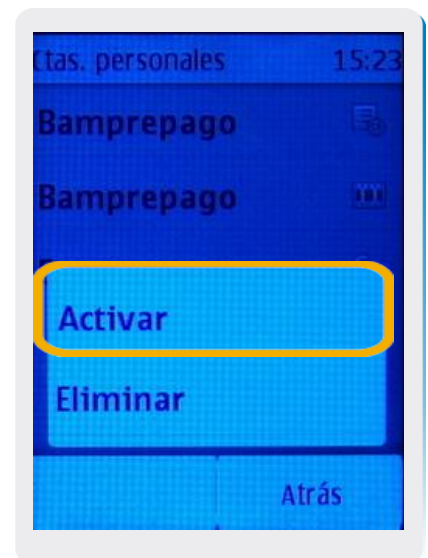 Ctas. personales 15:23
Bamprepago
Bamprepago
Activar
Eliminar
Atrás